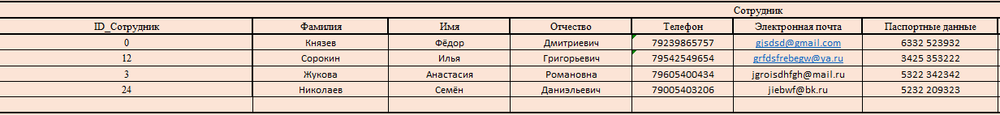 Сотрудник
ID_Сотрудник Фамилия Имя Отчество Телефон Электронная почта Паспортные данные
0 Князев Фёдор Дмитриевич 79239865757 gisdsd@gmail.com 6332 523932
12 Сорокин Илья Григорьевич 79542549654 grfdsfrebegw@ya.ru 3425 353222
3 Жукова Анастасия Романовна 79605400434 jgroisdhfgh@mail.ru 5322 342342
24 Николаев Семён Даниэльевич 79005403206 jiebwf@bk.ru 5232 209323